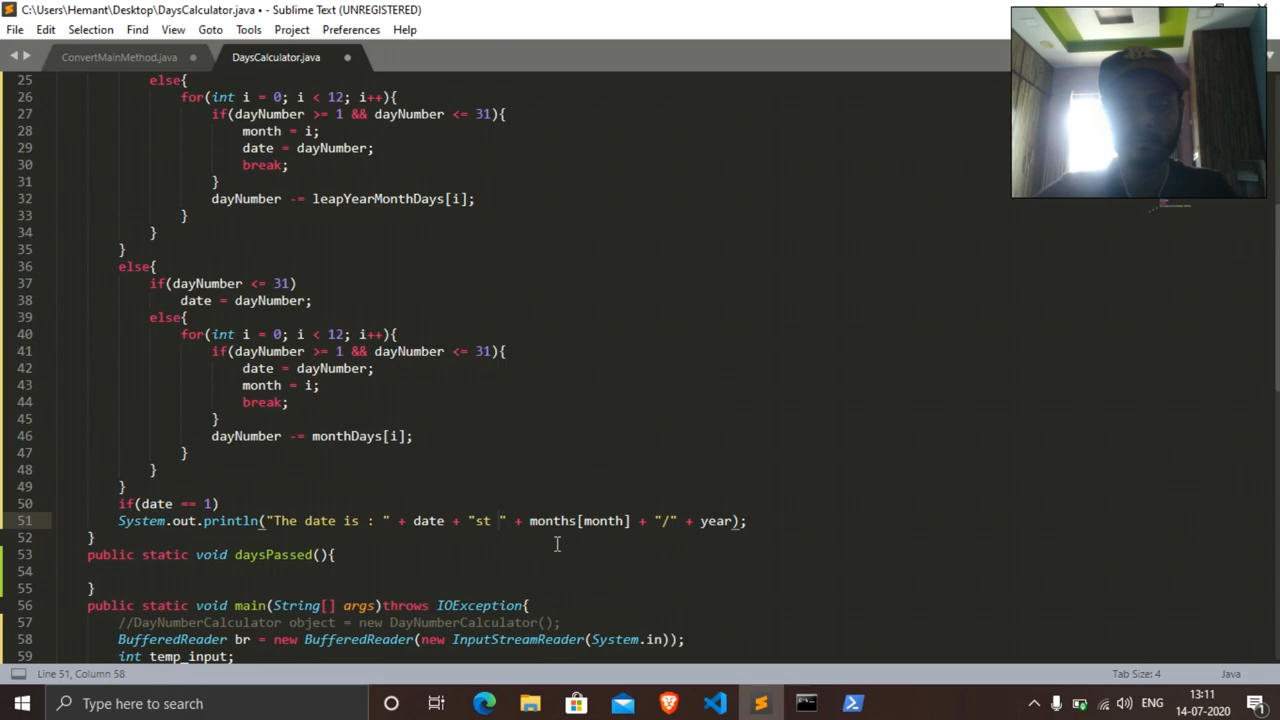 C:\Users\Hemant\Desktop\DaysCalculator.java • - Sublime Text (UNREGISTERED)
File Edit Selection Find View Goto Tools Project Preferences Help
ConvertMainMethod.java DaysCalculator.java
25 else{
26 for(int i = 0; i < 12; i++){
27 if(dayNumber >= 1 && dayNumber <= 31){
28 month = i;
29 date = dayNumber;
30 break;
31 }
32 dayNumber -= leapYearMonthDays[i];
33 }
34 }
35 }
36 else{
37 if(dayNumber <= 31)
38 date = dayNumber;
39 else{
40 for(int i = 0; i < 12; i++){
41 if(dayNumber >= 1 && dayNumber <= 31){
42 date = dayNumber;
43 month = i;
44 break;
45 }
46 dayNumber -= monthDays[i];
47 }
48 }
49 }
50 if(date == 1)
51 System.out.println("The date is : " + date + "st " + months[month] + "/" + year);
52 }
53 public static void daysPassed(){
54
55 }
56 public static void main(String[] args)throws IOException{
57 //DayNumberCalculator object = new DayNumberCalculator();
58 BufferedReader br = new BufferedReader(new InputStreamReader(System.in));
59 int temp_input;
Line 51, Column 58 Tab Size: 4 Java
Type here to search ENG 13:11
14-07-2020 1